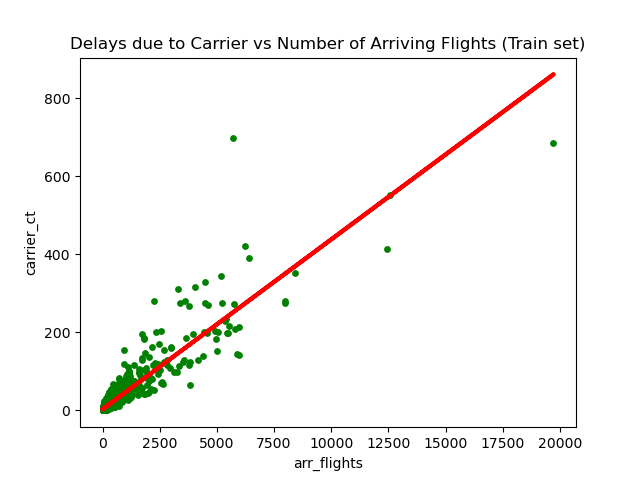 Delays due to Carrier vs Number of Arriving Flights (Train set)
800
600
400
200
0
carrier_ct
0 2500 5000 7500 10000 12500 15000 17500 20000
arr_flights